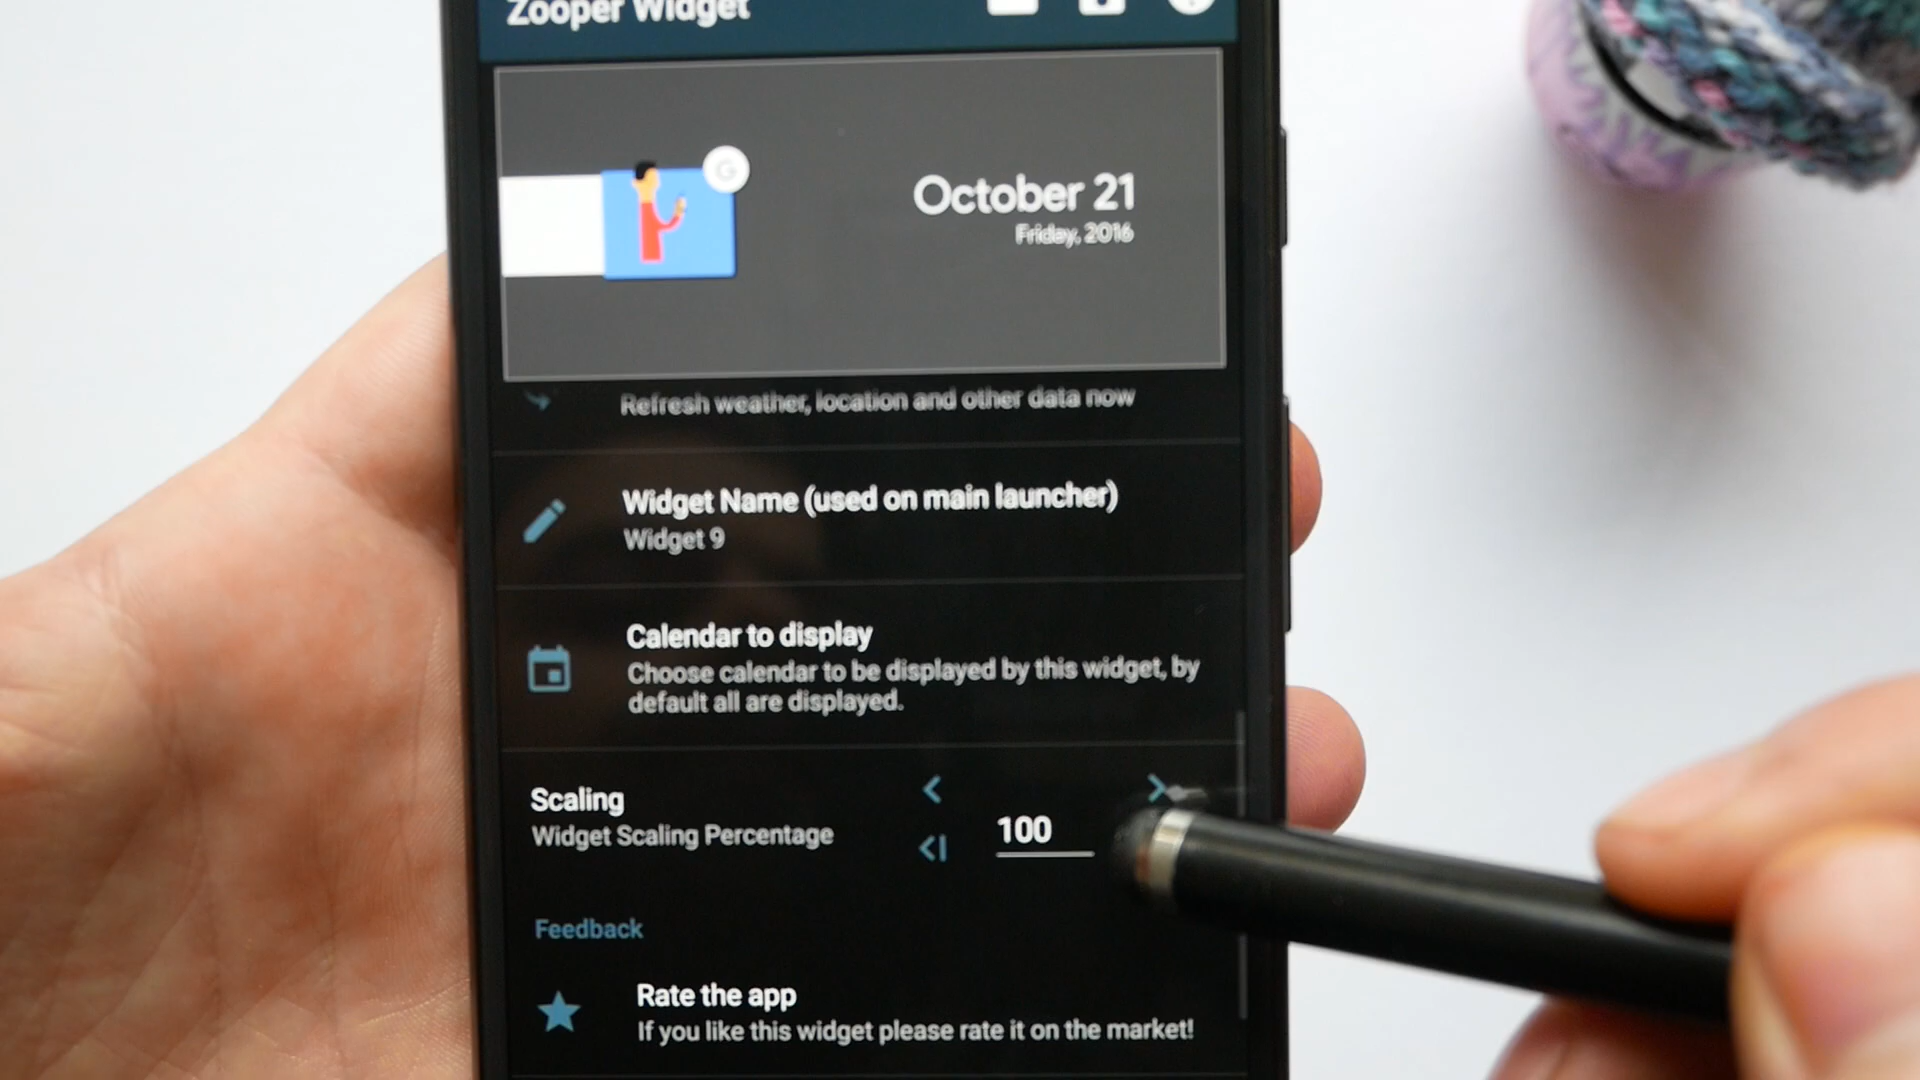 Zooper Widget
G
October 21
Friday, 2016
Refresh weather, location and other data now
Widget Name (used on main launcher)
Widget 9
Calendar to display
Choose calendar to be displayed by this widget, by
default all are displayed.
Scaling
Widget Scaling Percentage
100
Feedback
Rate the app
If you like this widget please rate it on the market!